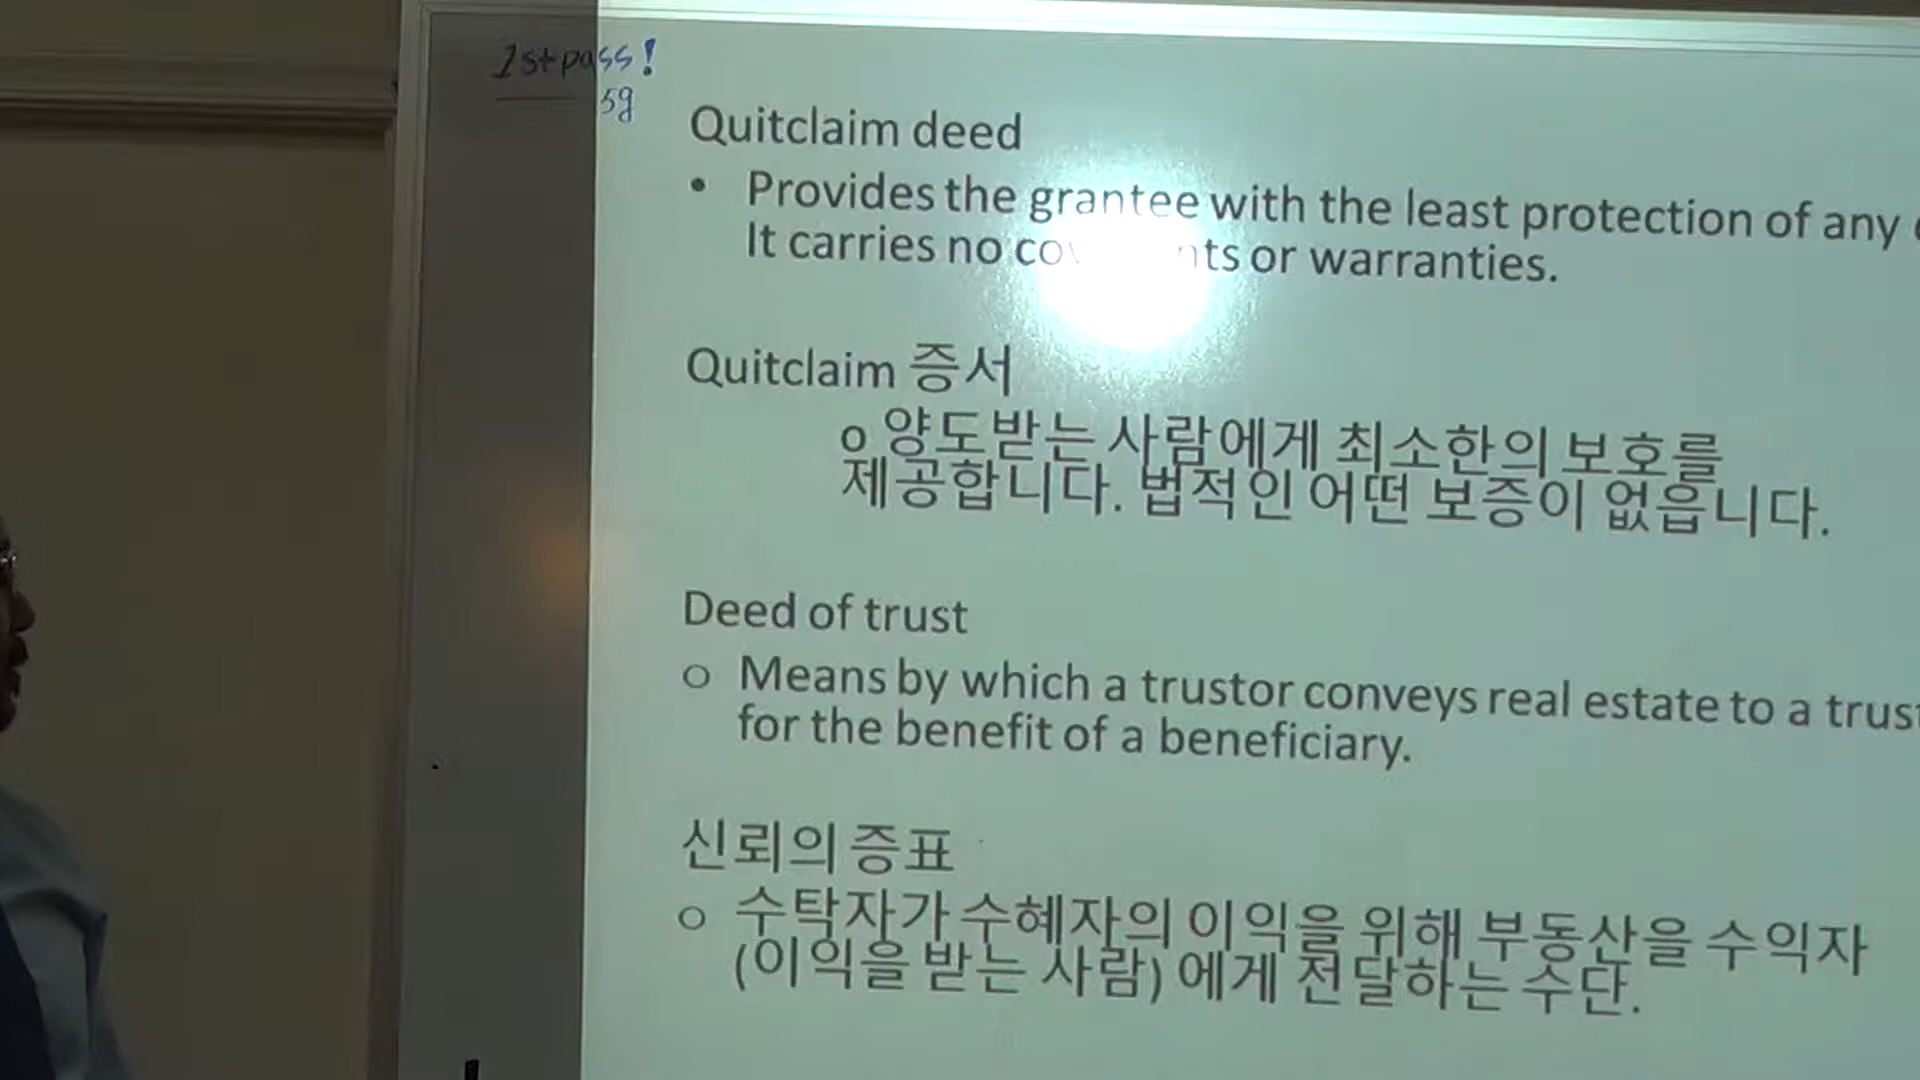 1st pass!
5g
Quitclaim deed
• Provides the grantee with the least protection of any
It carries no or warranties.
Quitclaim 증서
o 양도받는 사람에게 최소한의 보호를
제공합니다. 법적인 어떤 보증이 없읍니다.
Deed of trust
o Means by which a trustor conveys real estate to a
for the benefit of a beneficiary.
신뢰의 증표
o 수탁자가 수혜자의 이익을 위해 부동산을 수익자
(이익을 받는 사람) 에게 전달하는 수단.